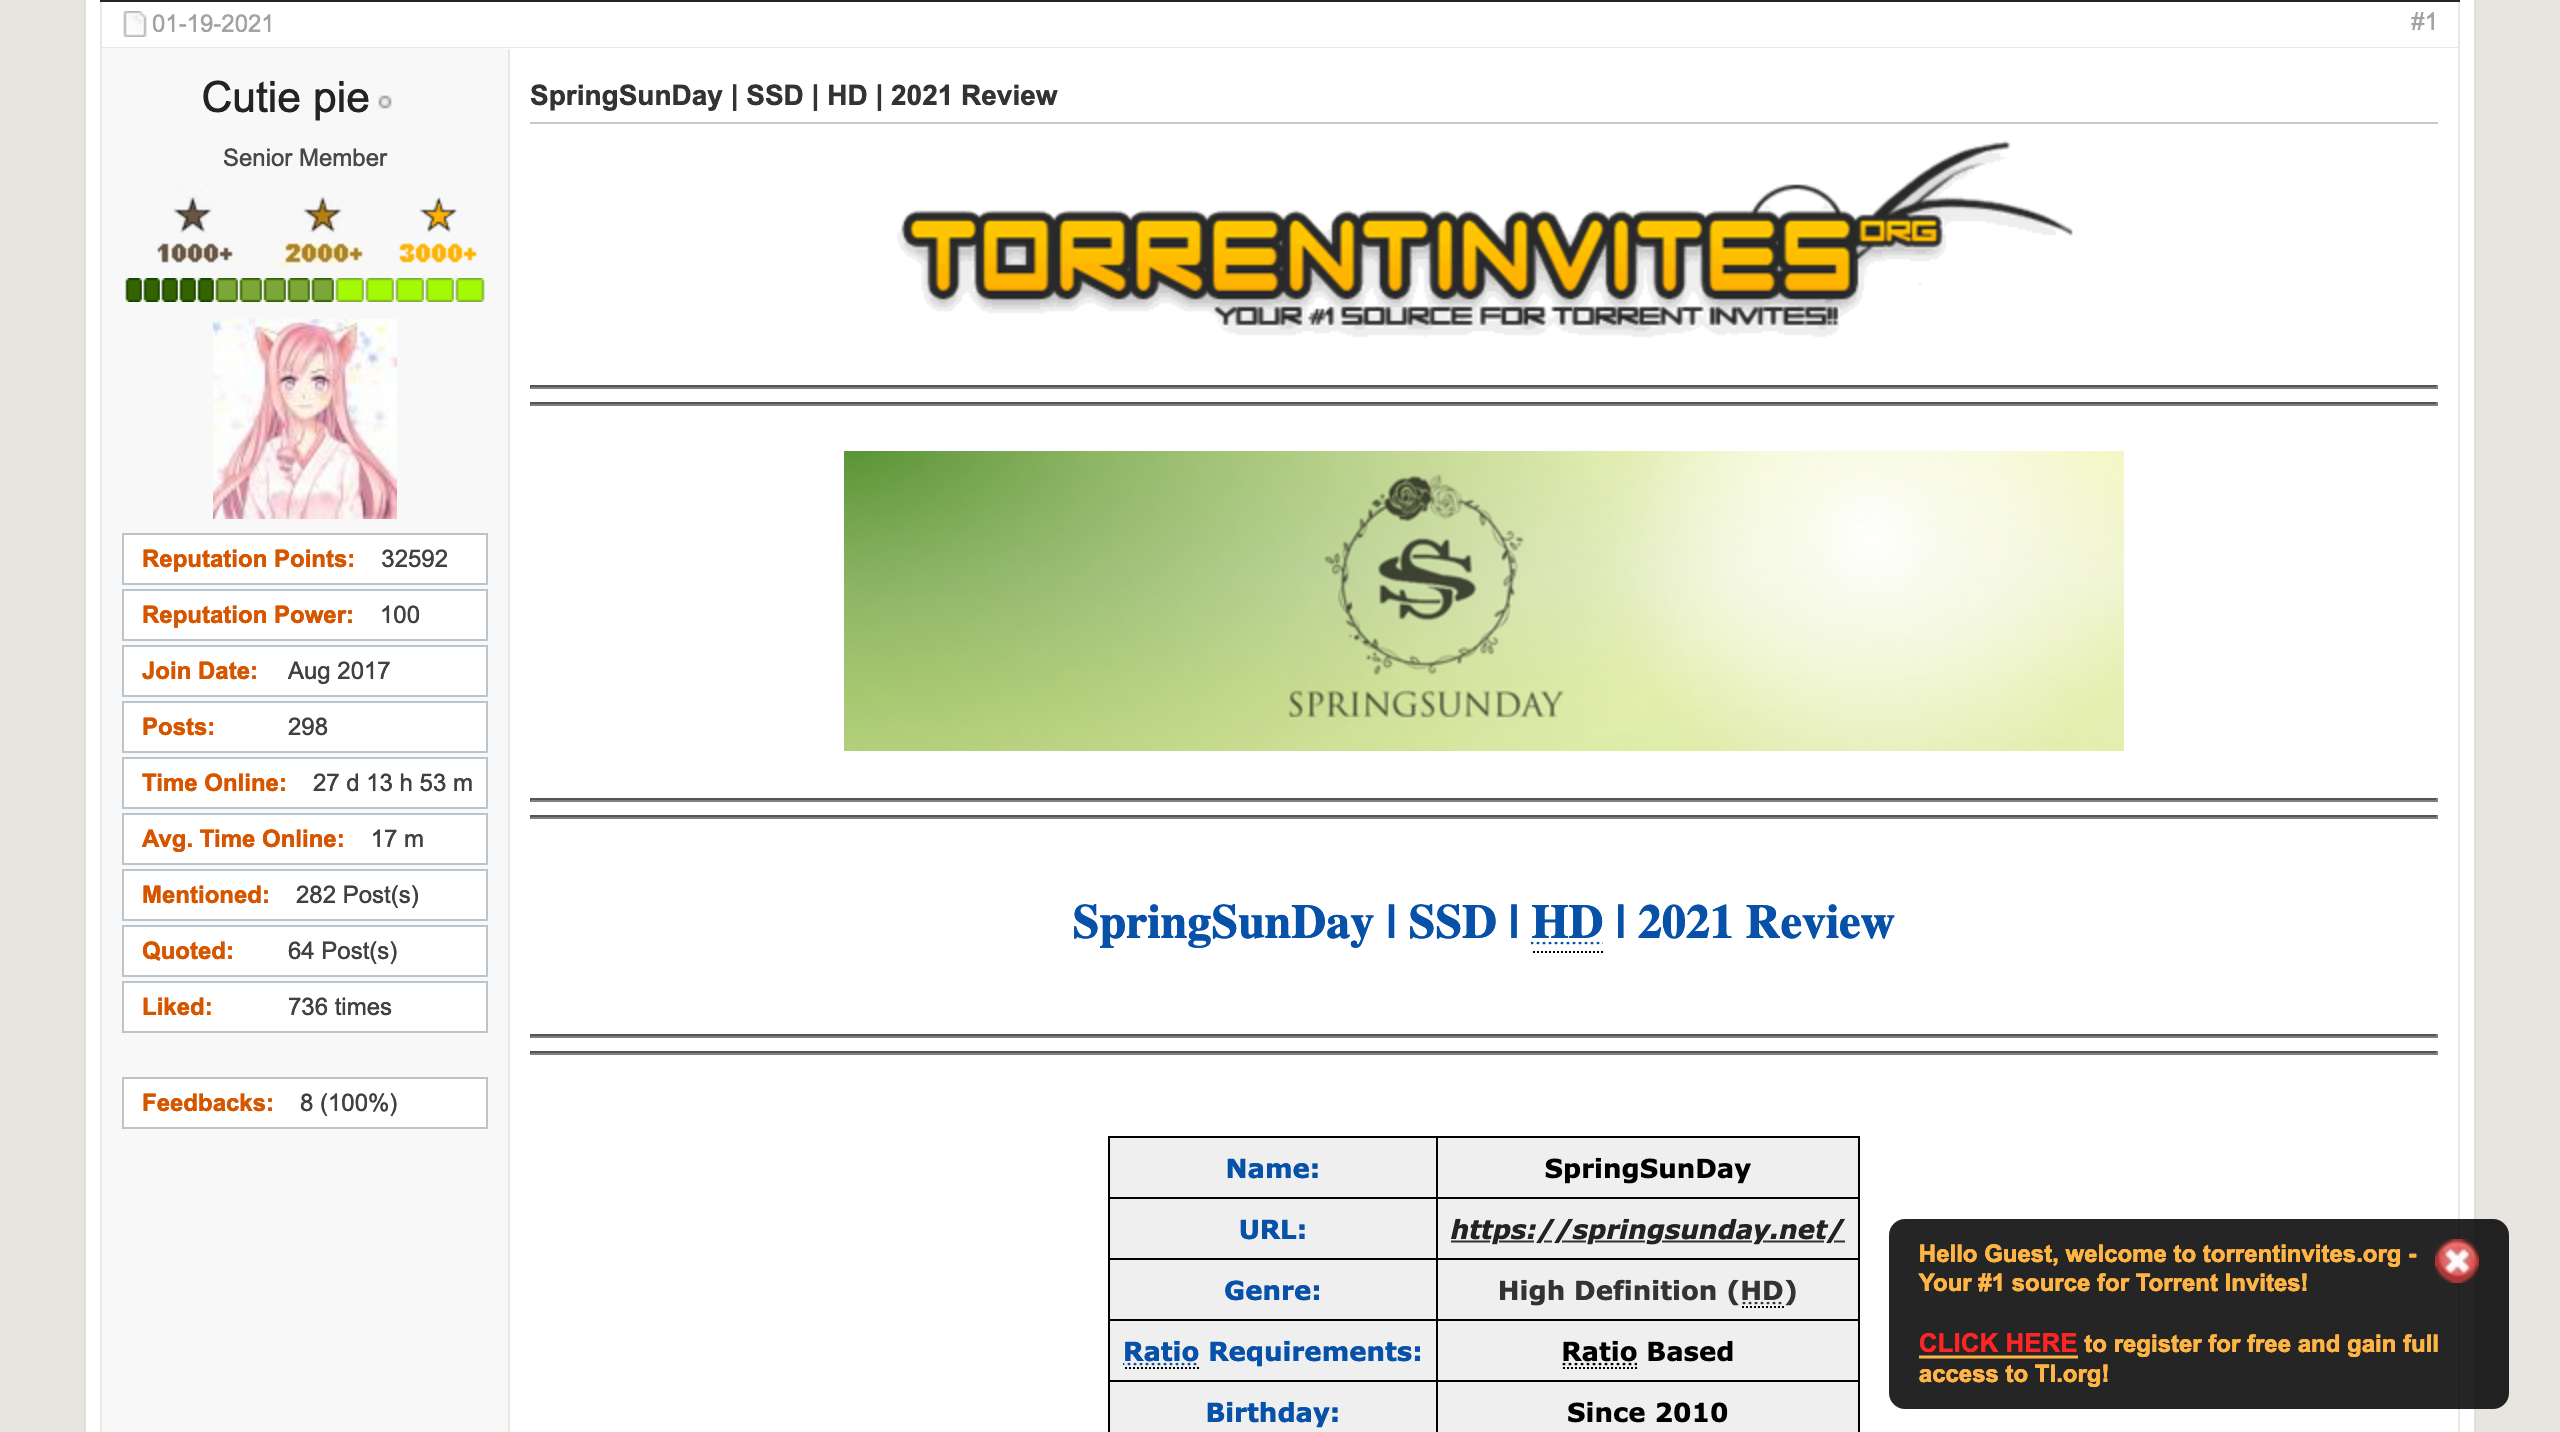 01-19-2021
#1
Cutie pie
Senior Member
1000+ 2000+ 3000+
Reputation Points: 32592
Reputation Power: 100
Join Date: Aug 2017
Posts: 298
Time Online: 27 d 13 h 53 m
Avg. Time Online: 17 m
Mentioned: 282 Post(s)
Quoted: 64 Post(s)
Liked: 736 times
Feedbacks: 8 (100%)
SpringSunDay | SSD | HD | 2021 Review
TORRENTINVITES ORG
YOUR #1 SOURCE FOR TORRENT INVITES!!
SS
SPRINGSUNDAY
SpringSunDay | SSD | HD | 2021 Review
Name: SpringSunDay
URL: https://springsunday.net/
Genre: High Definition (HD)
Ratio Requirements: Ratio Based
Birthday: Since 2010
Hello Guest, welcome to torrentinvites.org -
Your #1 source for Torrent Invites!
CLICK HERE to register for free and gain full
access to TI.org!